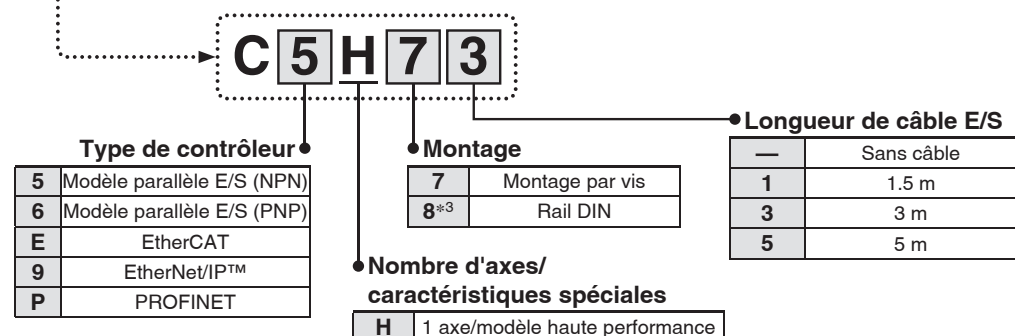 C5H73
Type de contrôleur
5 Modèle parallèle E/S (NPN)
6 Modèle parallèle E/S (PNP)
E EtherCAT
9 EtherNet/IP™
P PROFINET
Montage
7 Montage par vis
8*3 Rail DIN
Nombre d'axes/
caractéristiques spéciales
H 1 axe/modèle haute performance
Longueur de câble E/S
— Sans câble
1 1.5 m
3 3 m
5 5 m